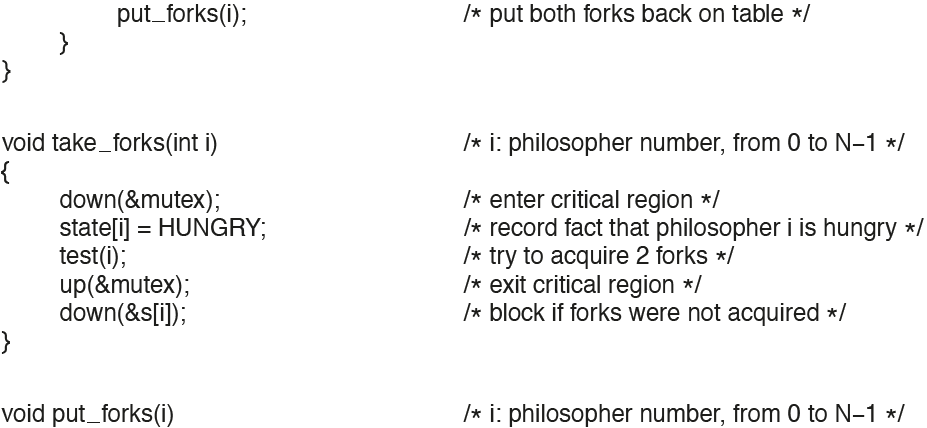 put_forks(i); /* put both forks back on table */
}
}
void take_forks(int i) /* i: philosopher number, from 0 to N−1 */
{
down(&mutex); /* enter critical region */
state[i] = HUNGRY; /* record fact that philosopher i is hungry */
test(i); /* try to acquire 2 forks */
up(&mutex); /* exit critical region */
down(&s[i]); /* block if forks were not acquired */
}
void put_forks(i) /* i: philosopher number, from 0 to N−1 */